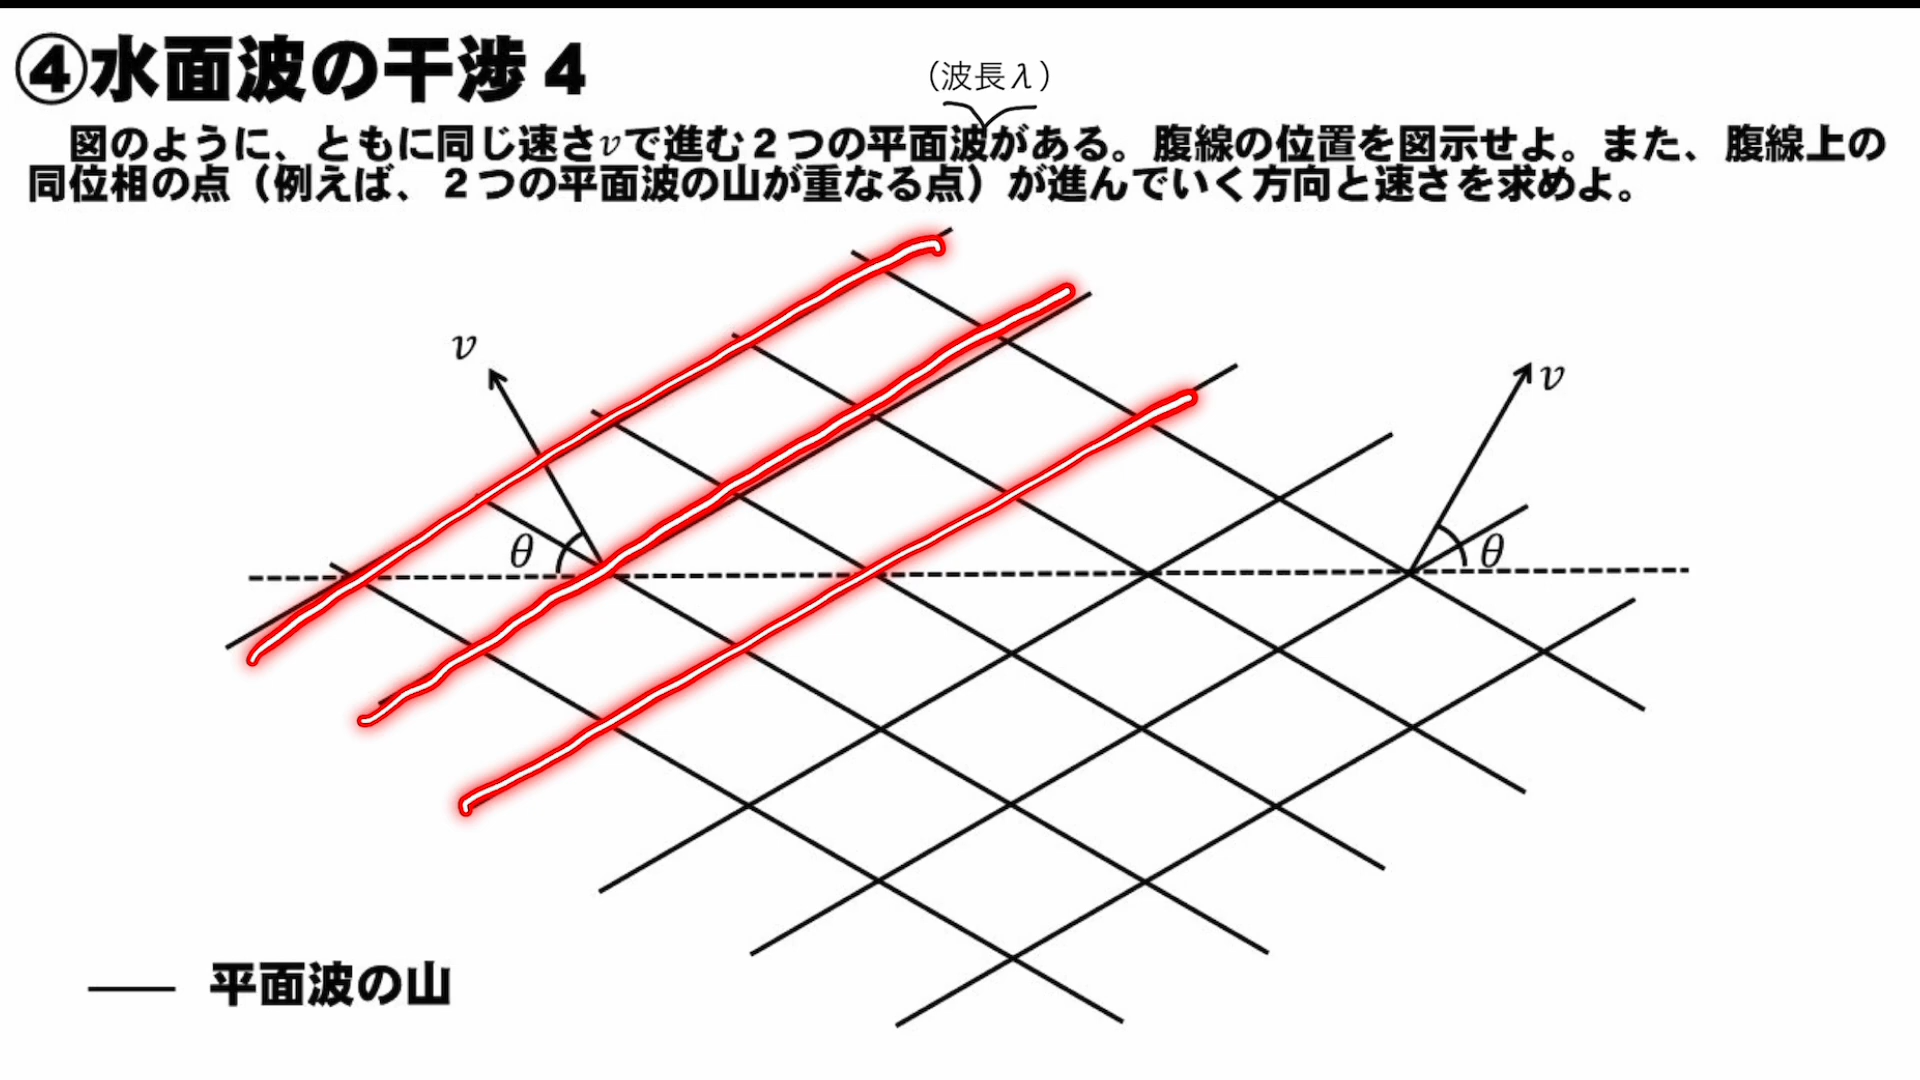 ④水面波の干渉4
（波長λ）
図のように、ともに同じ速さvで進む２つの平面波がある。腹線の位置を図示せよ。また、腹線上の
同位相の点（例えば、２つの平面波の山が重なる点）が進んでいく方向と速さを求めよ。
v
v
θ
θ
平面波の山